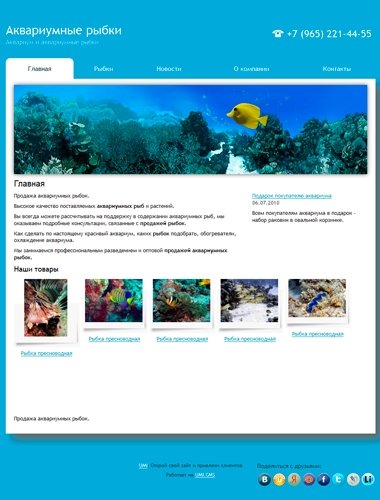 Аквариумные рыбки
Аквариум и аквариумные рыбки
+7 (965) 221-44-55
Главная
Рыбки
Новости
О компании
Контакты
Главная
Продажа аквариумных рыбок.
Высокое качество поставляемых аквариумных рыб и растений.
Вы всегда можете рассчитывать на поддержку в содержании аквариумных рыб, мы
оказываем подробные консультации, связанные с продажей рыбок.
Как сделать по настоящему красивый аквариум, каких рыбок подобрать, обогреватели,
охлаждение аквариума.
Мы занимаемся профессиональным разведением и оптовой продажей аквариумных
рыбок.
Подарок покупателю аквариума
06.07.2010
Всем покупателям аквариума в подарок -
набор раковин в овальной корзинке.
Наши товары
Рыбка пресноводная
Рыбка пресноводная
Рыбка пресноводная
Рыбка пресноводная
Рыбка пресноводная
Продажа аквариумных рыбок.
UMI Открой свой сайт и привлеки клиентов
Работает на UMI.CMS
Поделиться с друзьями: